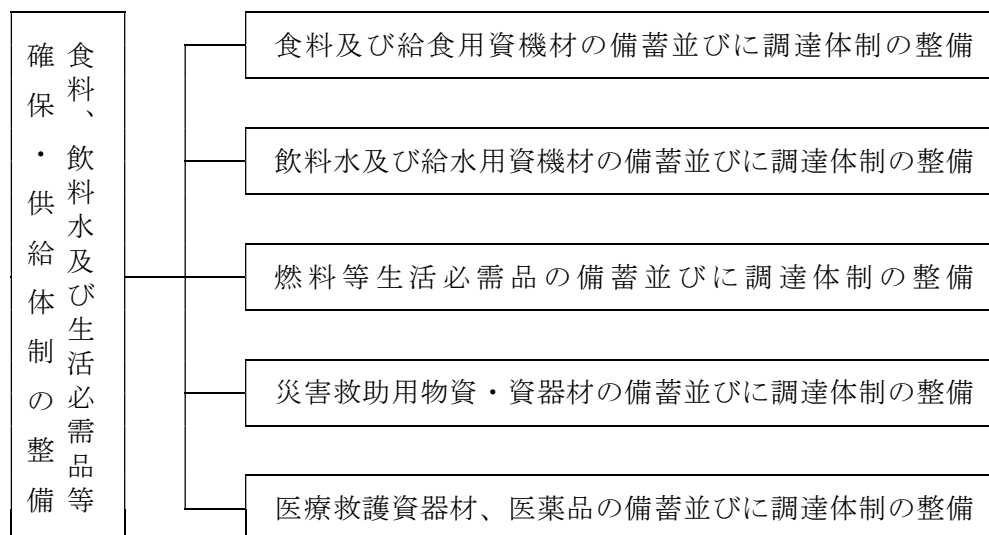 食料、飲料水及び生活必需品等
確保・供給体制の整備
食料及び給食用資機材の備蓄並びに調達体制の整備
飲料水及び給水用資機材の備蓄並びに調達体制の整備
燃料等生活必需品の備蓄並びに調達体制の整備
災害救助用物資・資器材の備蓄並びに調達体制の整備
医療救護資器材、医薬品の備蓄並びに調達体制の整備